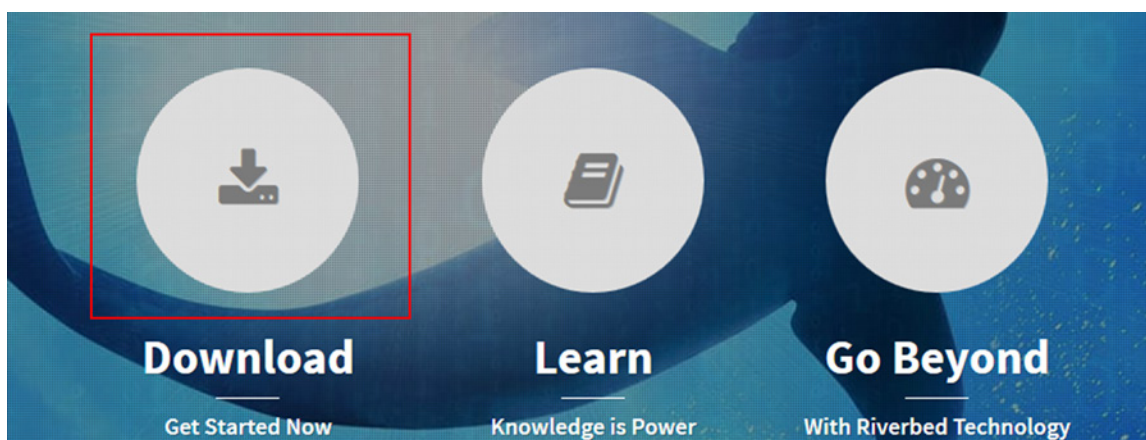 Download
Learn
Go Beyond
Get Started Now
Knowledge is Power
With Riverbed Technology